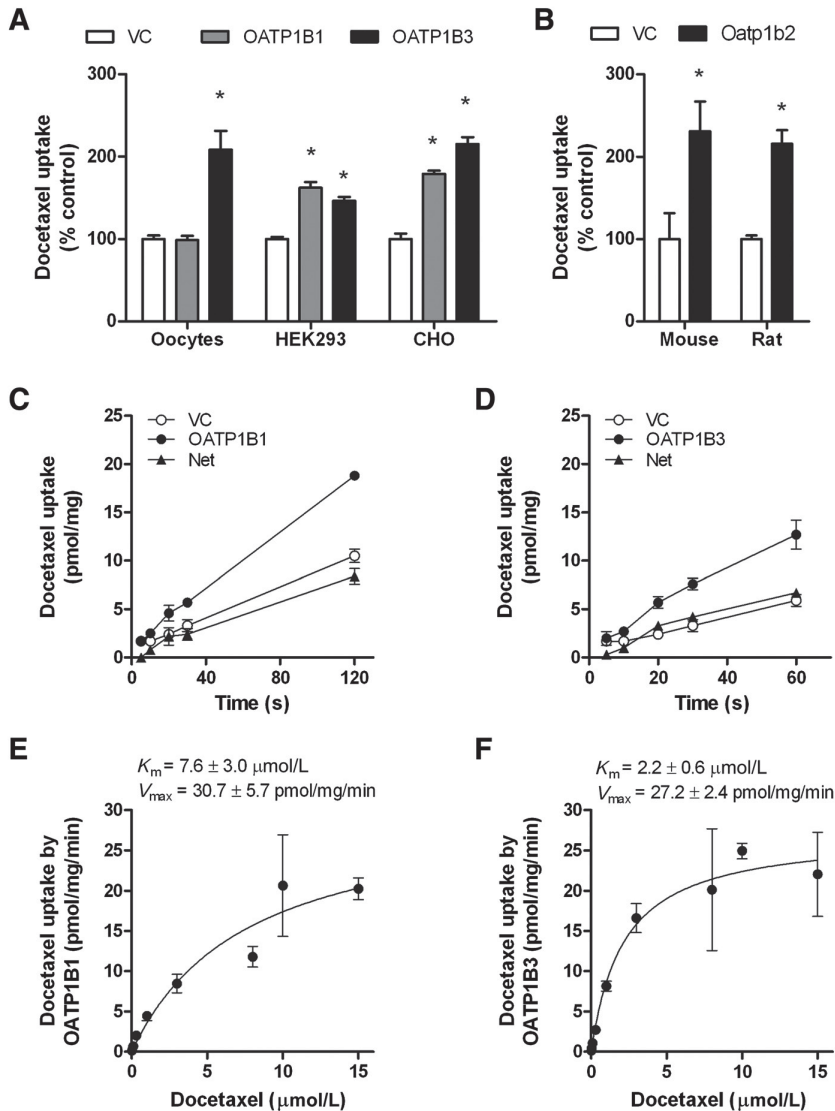 A
VC OATP1B1 OATP1B3
Docetaxel uptake
(% control)
300
200
100
0
* * * * *
Oocytes HEK293 CHO
B
VC Oatp1b2
Docetaxel uptake
(% control)
300
200
100
0
* *
Mouse Rat
C
VC
OATP1B1
Net
Docetaxel uptake
(pmol/mg)
25
20
15
10
5
0
0 40 80 120
Time (s)
D
VC
OATP1B3
Net
Docetaxel uptake
(pmol/mg)
25
20
15
10
5
0
0 20 40 60
Time (s)
E
Km = 7.6 ± 3.0 μmol/L
Vmax = 30.7 ± 5.7 pmol/mg/min
Docetaxel uptake by
OATP1B1 (pmol/mg/min)
30
25
20
15
10
5
0
0 5 10 15
Docetaxel (μmol/L)
F
Km = 2.2 ± 0.6 μmol/L
Vmax = 27.2 ± 2.4 pmol/mg/min
Docetaxel uptake by
OATP1B3 (pmol/mg/min)
30
25
20
15
10
5
0
0 5 10 15
Docetaxel (μmol/L)